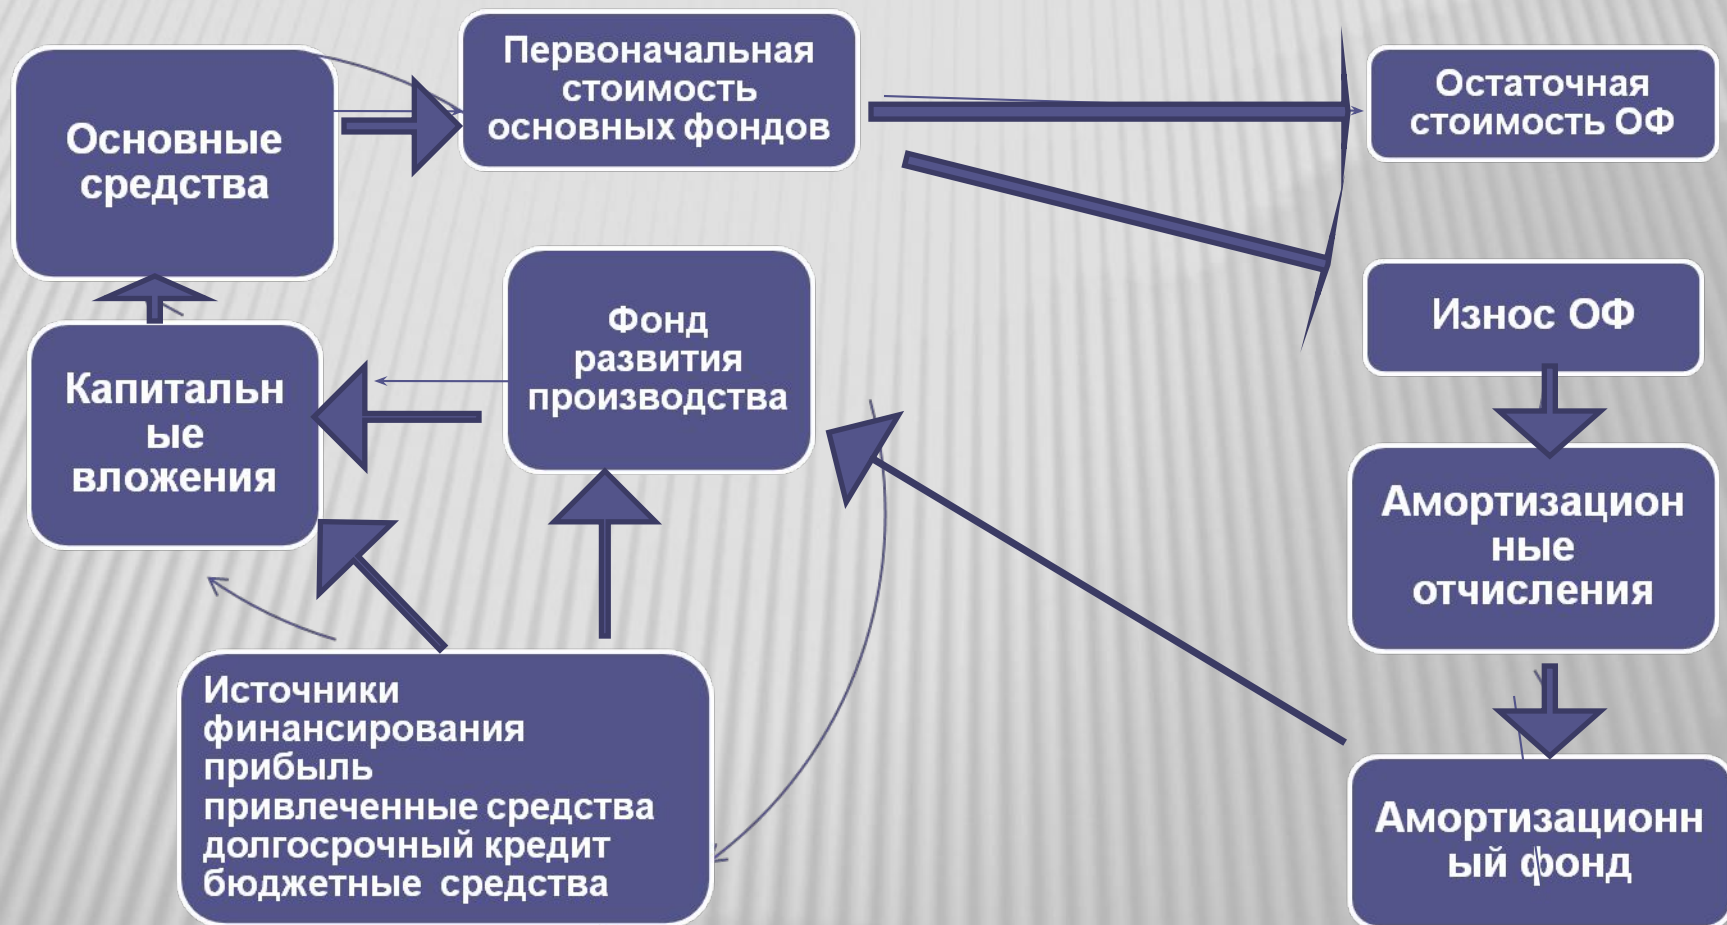 Основные
средства
Первоначальная
стоимость
основных фондов
Остаточная
стоимость ОФ
Износ ОФ
Фонд
развития
производства
Капитальн
ые
вложения
Амортизацион
ные
отчисления
Источники
финансирования
прибыль
привлеченные средства
долгосрочный кредит
бюджетные средства
Амортизационн
ый фонд